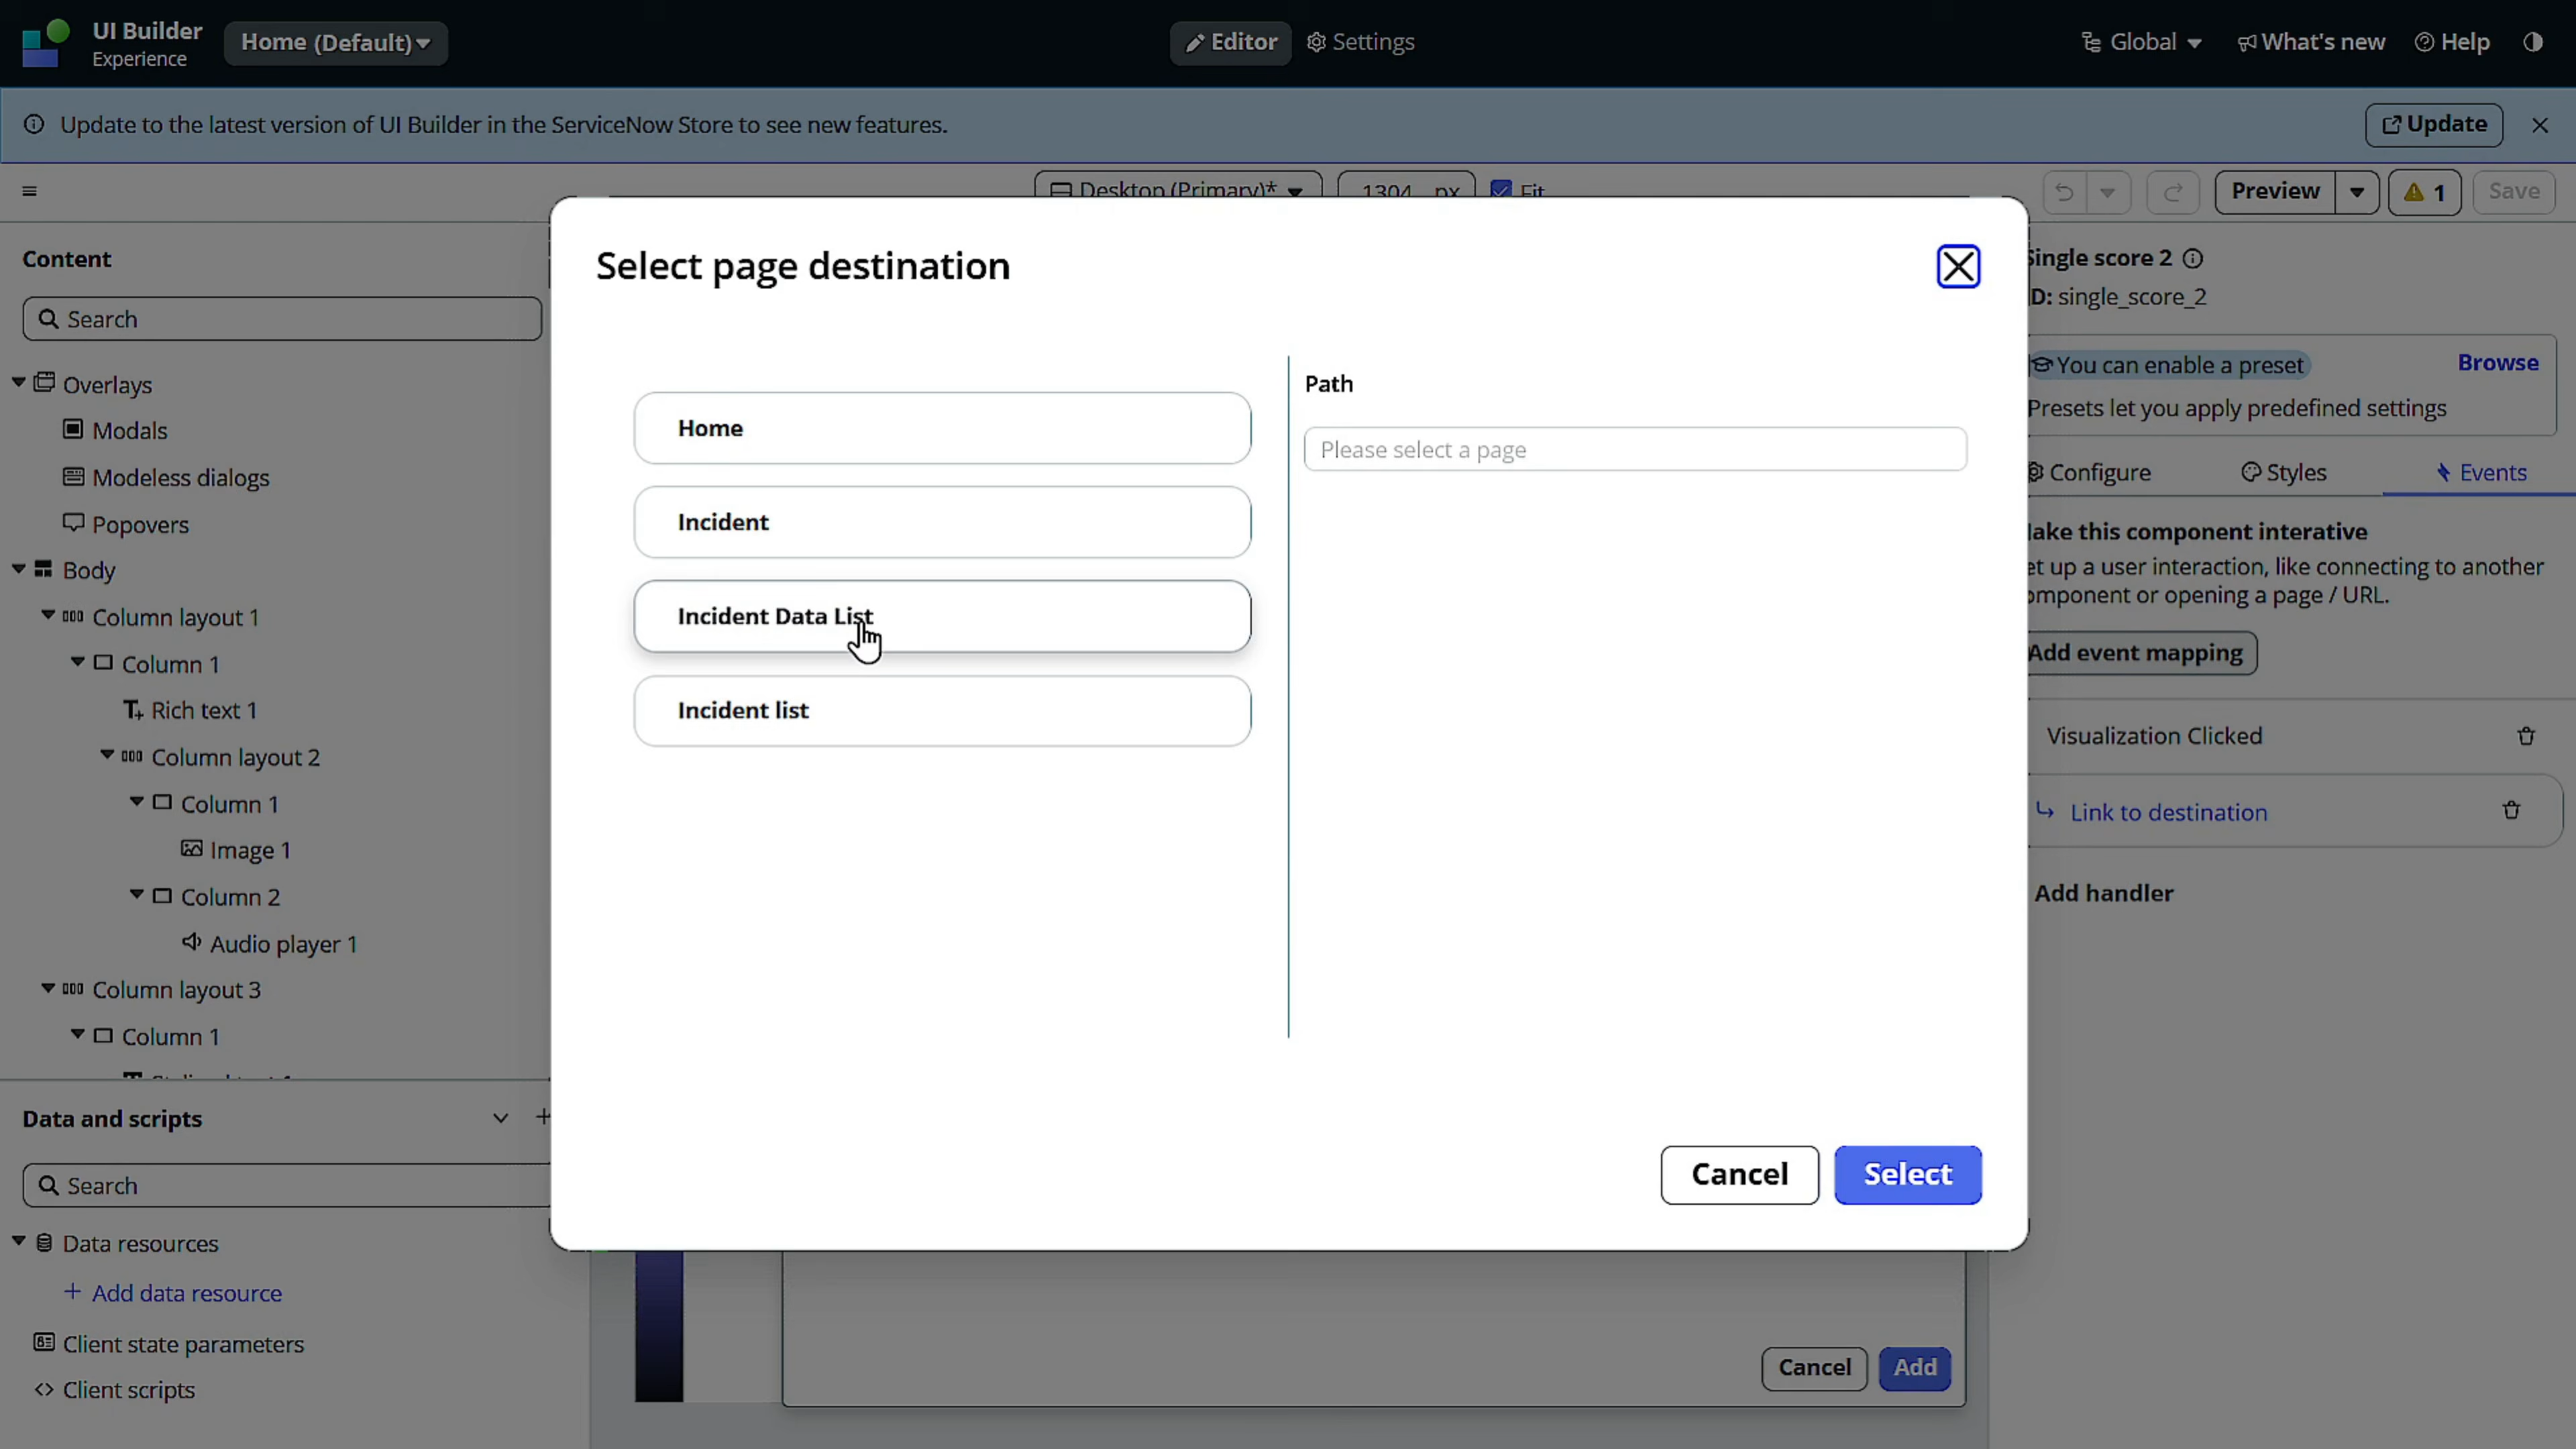 UI Builder
Experience
Home (Default)
Editor
Settings
Global
What's new
Help
Update to the latest version of UI Builder in the ServiceNow Store to see new features.
Update
Desktop (Primary)*
1304 px
Fit
Preview
1
Save
Content
Search
Overlays
Modals
Modeless dialogs
Popovers
Body
Column layout 1
Column 1
Rich text 1
Column layout 2
Column 1
Image 1
Column 2
Audio player 1
Column layout 3
Column 1
Data and scripts
Search
Data resources
Add data resource
Client state parameters
Client scripts
Select page destination
Home
Incident
Incident Data List
Incident list
Path
Please select a page
Cancel
Select
Cancel
Add
Single score 2
D: single_score_2
You can enable a preset
Browse
Presets let you apply predefined settings
Configure
Styles
Events
ake this component interative
et up a user interaction, like connecting to another
omponent or opening a page / URL.
Add event mapping
Visualization Clicked
Link to destination
Add handler